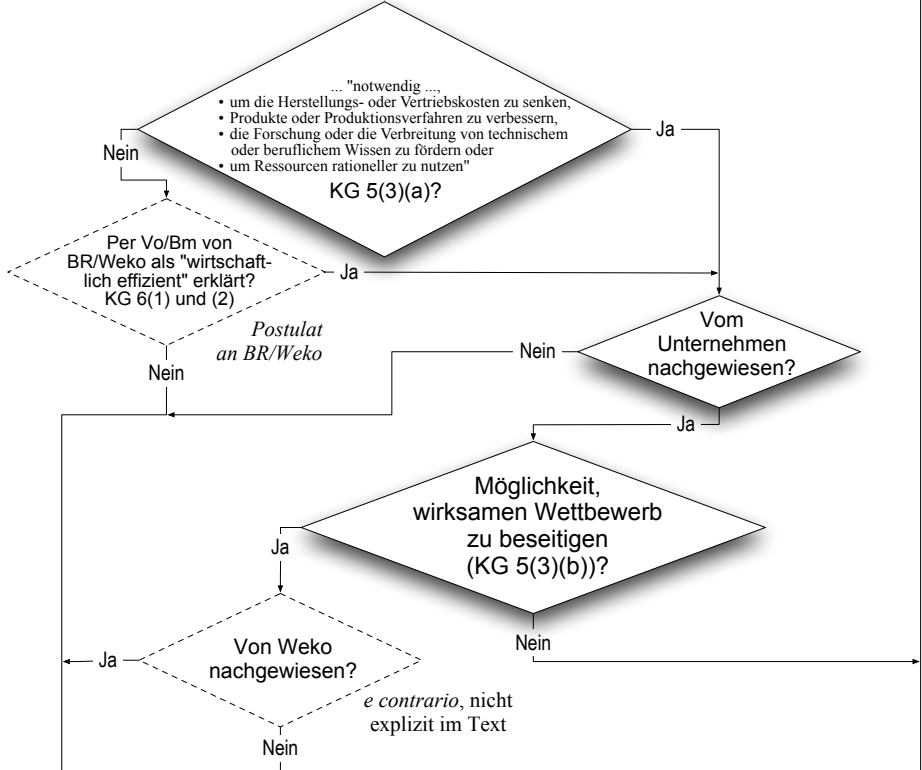 ... "notwendig ...,
• um die Herstellungs- oder Vertriebskosten zu senken,
• Produkte oder Produktionsverfahren zu verbessern,
• die Forschung oder die Verbreitung von technischem
oder beruflichem Wissen zu fördern oder
• um Ressourcen rationeller zu nutzen"
KG 5(3)(a)?
Ja
Nein
Per Vo/Bm von
BR/Weko als "wirtschaft-
lich effizient" erklärt?
KG 6(1) und (2)
Ja
Postulat
an BR/Weko
Nein
Vom
Unternehmen
nachgewiesen?
Nein
Ja
Möglichkeit,
wirksamen Wettbewerb
zu beseitigen
(KG 5(3)(b))?
Ja
Nein
Von Weko
nachgewiesen?
Ja
e contrario, nicht
explizit im Text
Nein